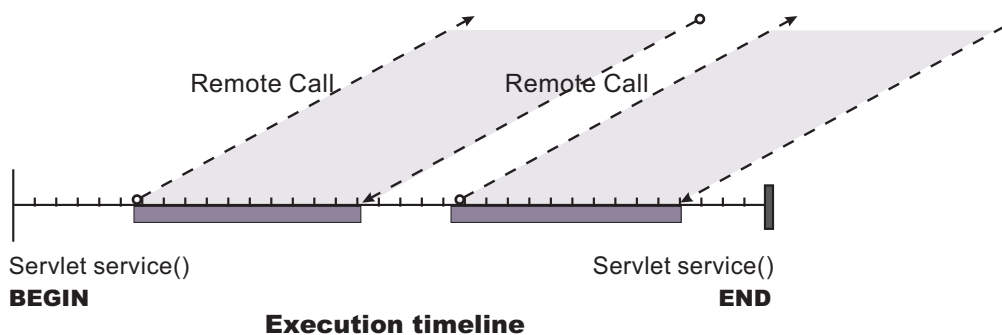 Remote Call
Remote Call
Servlet service()
BEGIN
Servlet service()
END
Execution timeline